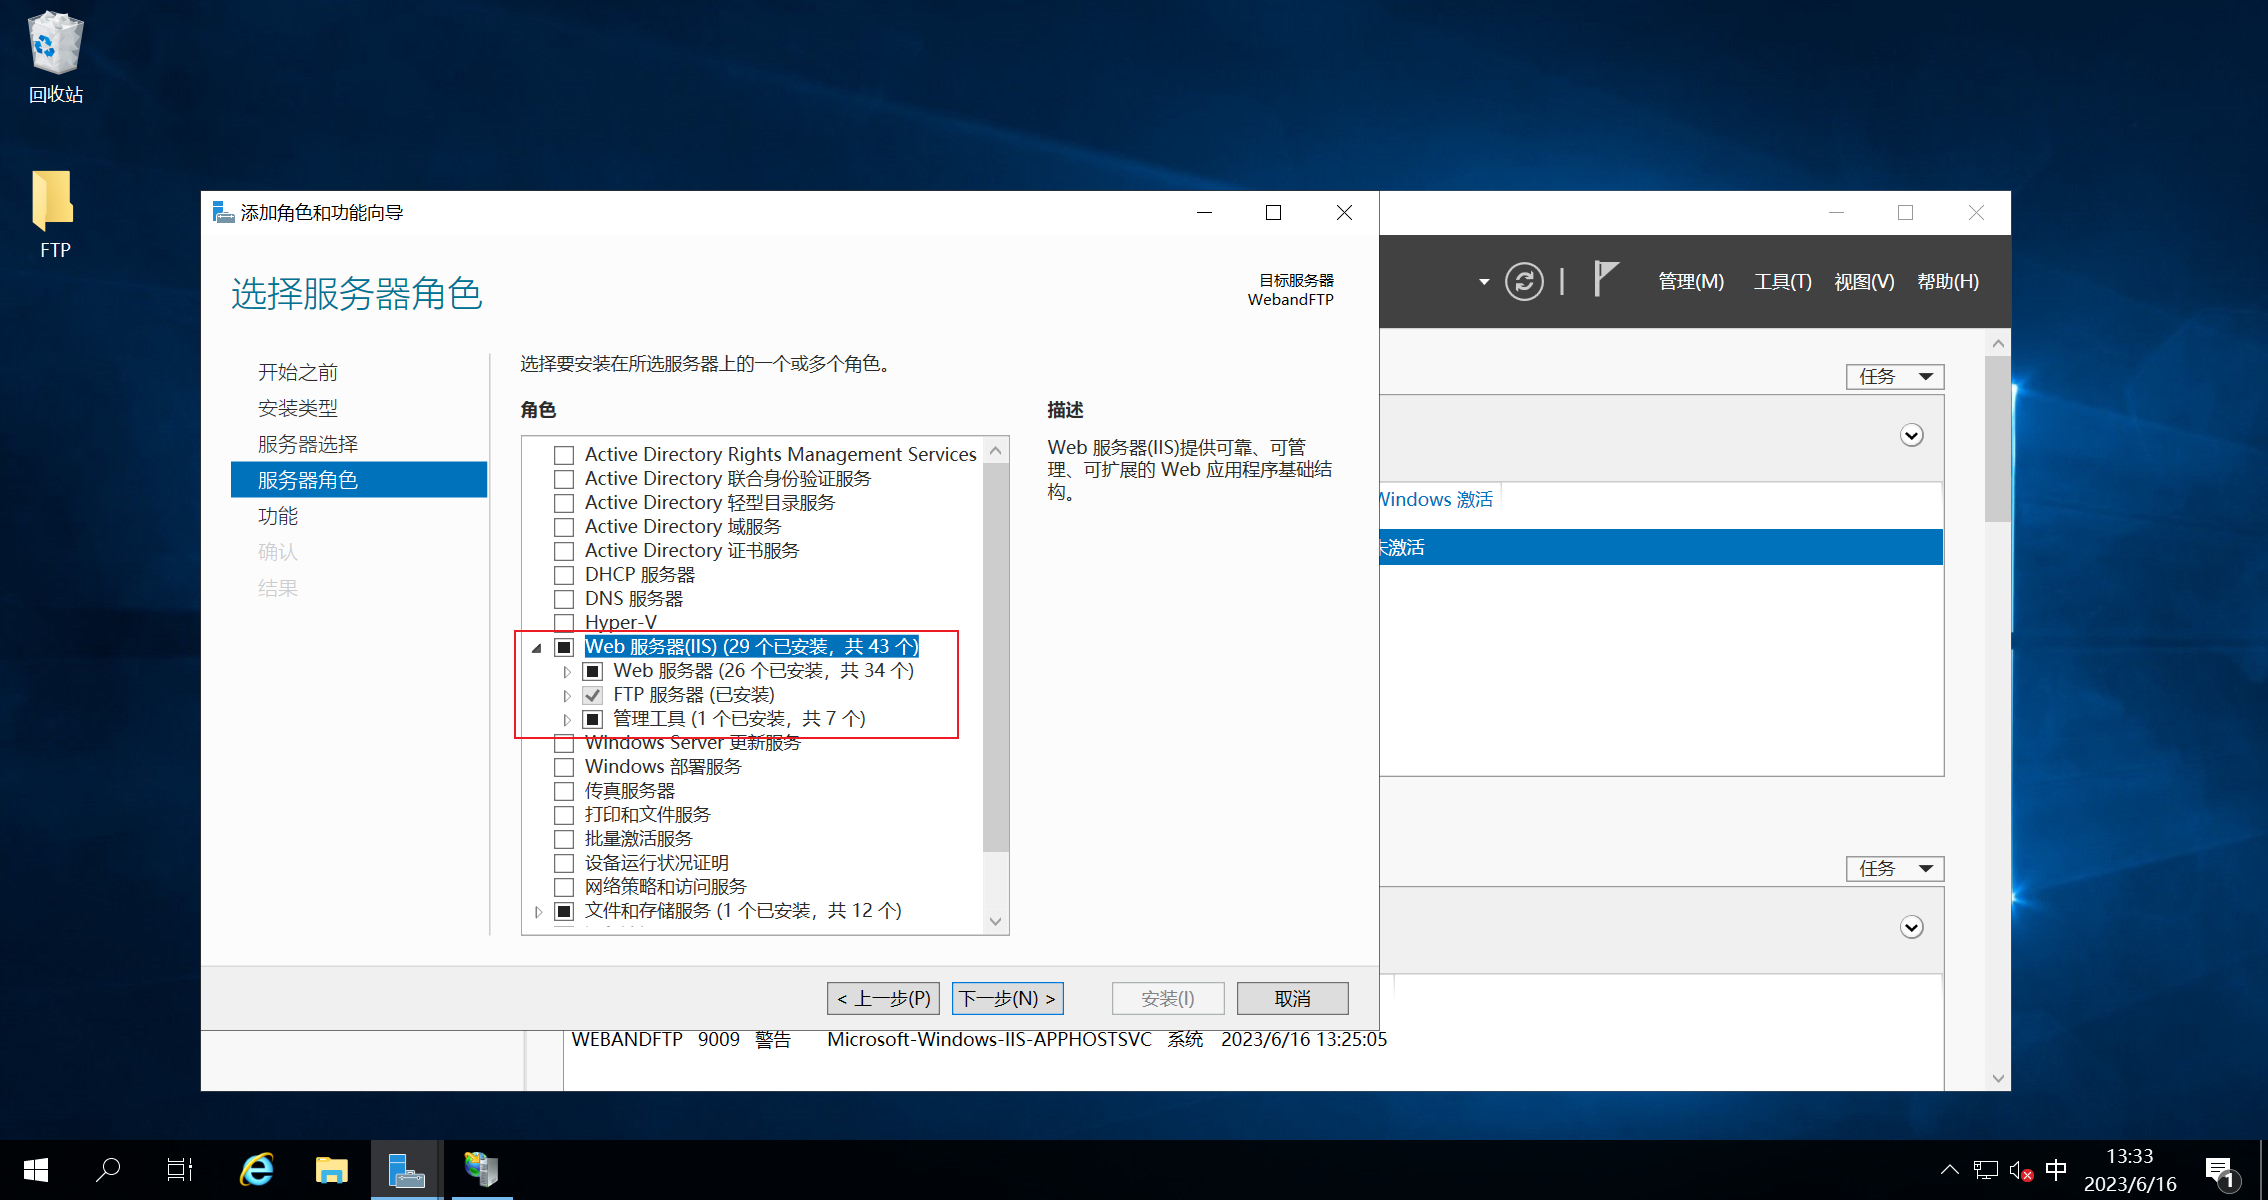 回收站
FTP
添加角色和功能向导
选择服务器角色
目标服务器
WebandFTP
管理(M) 工具(T) 视图(V) 帮助(H)
开始之前
安装类型
服务器选择
服务器角色
功能
确认
结果
选择要安装在所选服务器上的一个或多个角色。
角色
Active Directory Rights Management Services
Active Directory 联合身份验证服务
Active Directory 轻型目录服务
Active Directory 域服务
Active Directory 证书服务
DHCP 服务器
DNS 服务器
Hyper-V
Web 服务器(IIS) (29 个已安装，共 43 个)
Web 服务器 (26 个已安装，共 34 个)
FTP 服务器 (已安装)
管理工具 (1 个已安装，共 7 个)
Windows Server 更新服务
Windows 部署服务
传真服务器
打印和文件服务
批量激活服务
设备运行状况证明
网络策略和访问服务
文件和存储服务 (1 个已安装，共 12 个)
描述
Web 服务器(IIS)提供可靠、可管
理、可扩展的 Web 应用程序基础结
构。
任务
Windows 激活
未激活
任务
< 上一步(P) 下一步(N) > 安装(I) 取消
WEBANDFTP 9009 警告 Microsoft-Windows-IIS-APPHOSTSVC 系统 2023/6/16 13:25:05
中
13:33
2023/6/16
1